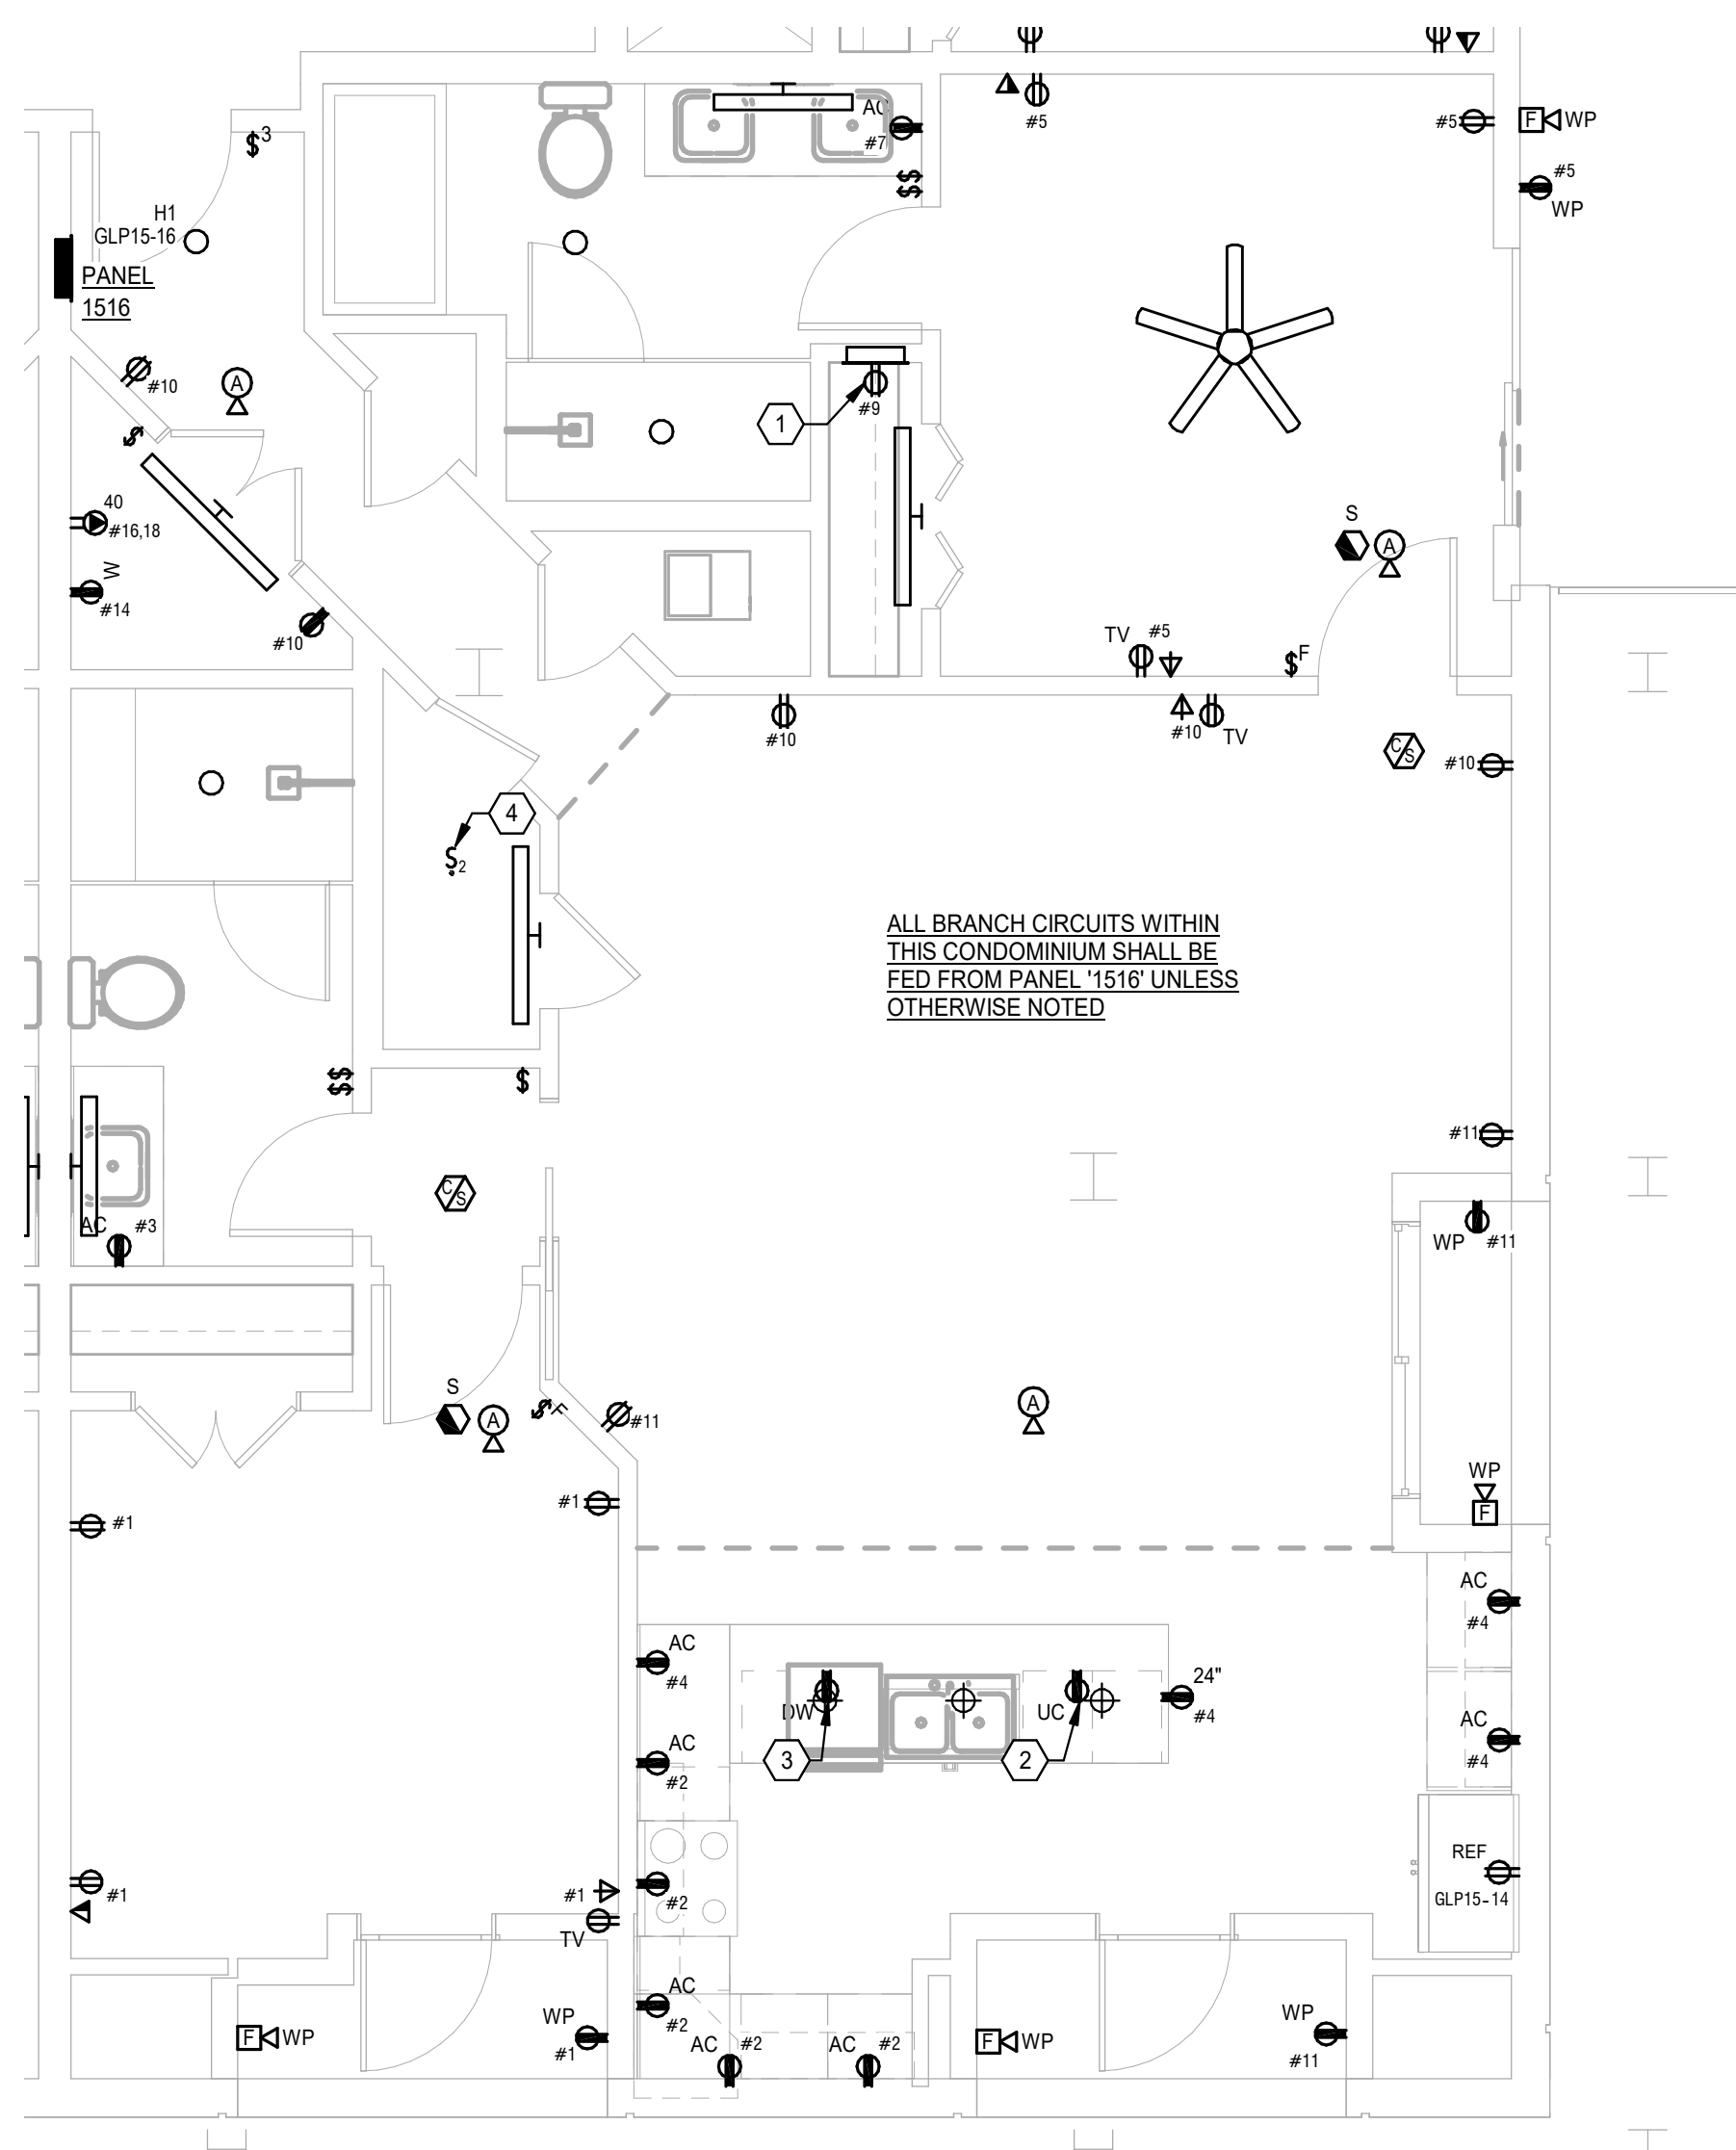 AC
#7
#5
#5
F
WP
$3
$$
#5
WP
H1
GLP15-16
PANEL
1516
#10
A
$
1
#9
40
#16,18
W
#14
#10
S
A
TV
#5
$F
#10
#10
TV
C/S
#10
4
$2
ALL BRANCH CIRCUITS WITHIN
THIS CONDOMINIUM SHALL BE
FED FROM PANEL '1516' UNLESS
OTHERWISE NOTED
$$
$
#11
C/S
AC
#3
WP
#11
S
A
$F
#11
A
#1
#1
WP
F
AC
#4
AC
#4
24"
#4
DW
UC
AC
#2
3
2
AC
#4
#2
REF
GLP15-14
#1
#1
TV
AC
#2
F
WP
WP
#1
AC
#2
AC
#2
F
WP
WP
#11